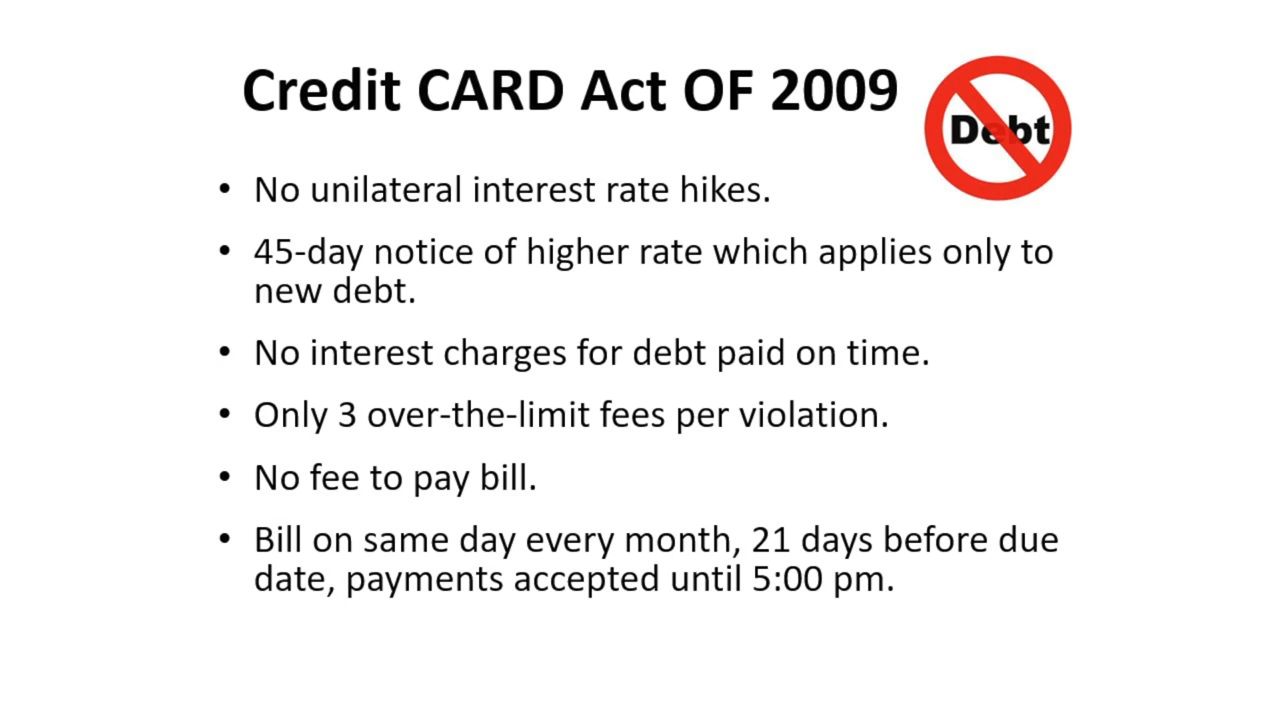 Credit CARD Act OF 2009
Debt
• No unilateral interest rate hikes.
• 45-day notice of higher rate which applies only to
new debt.
• No interest charges for debt paid on time.
• Only 3 over-the-limit fees per violation.
• No fee to pay bill.
• Bill on same day every month, 21 days before due
date, payments accepted until 5:00 pm.